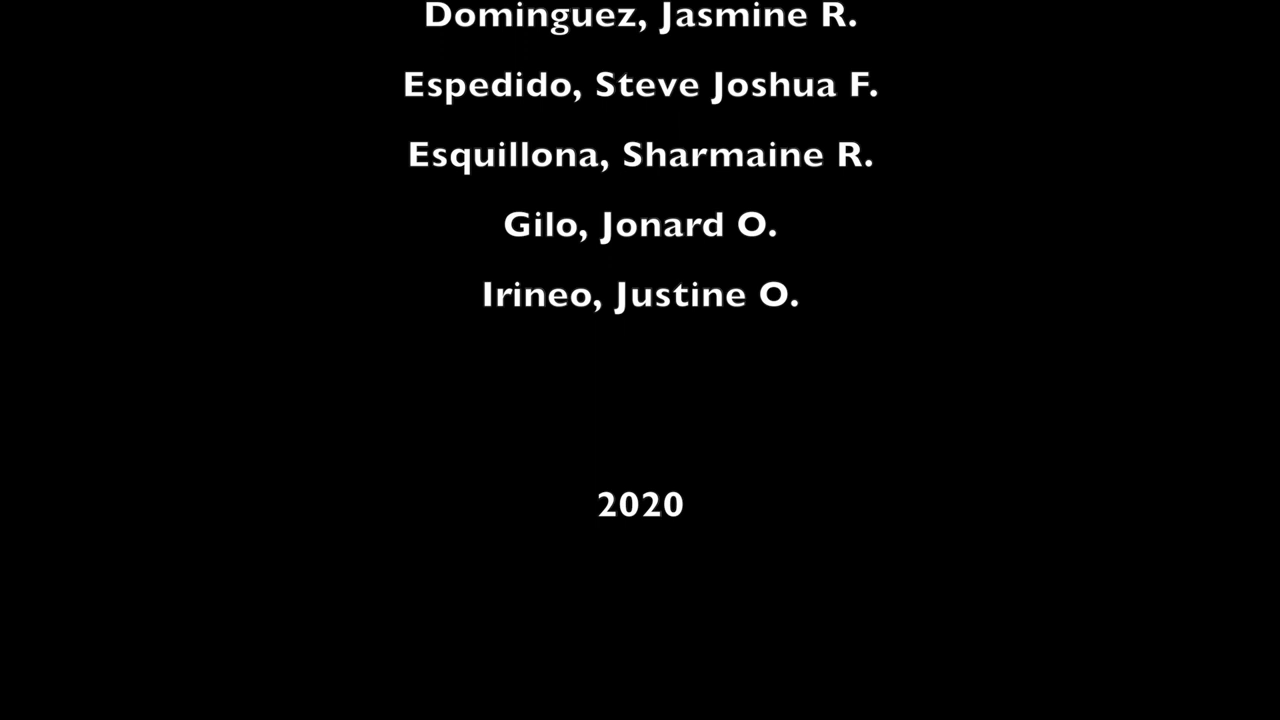 Dominguez, Jasmine R.
Espedido, Steve Joshua F.
Esquillona, Sharmaine R.
Gilo, Jonard O.
Irineo, Justine O.
2020